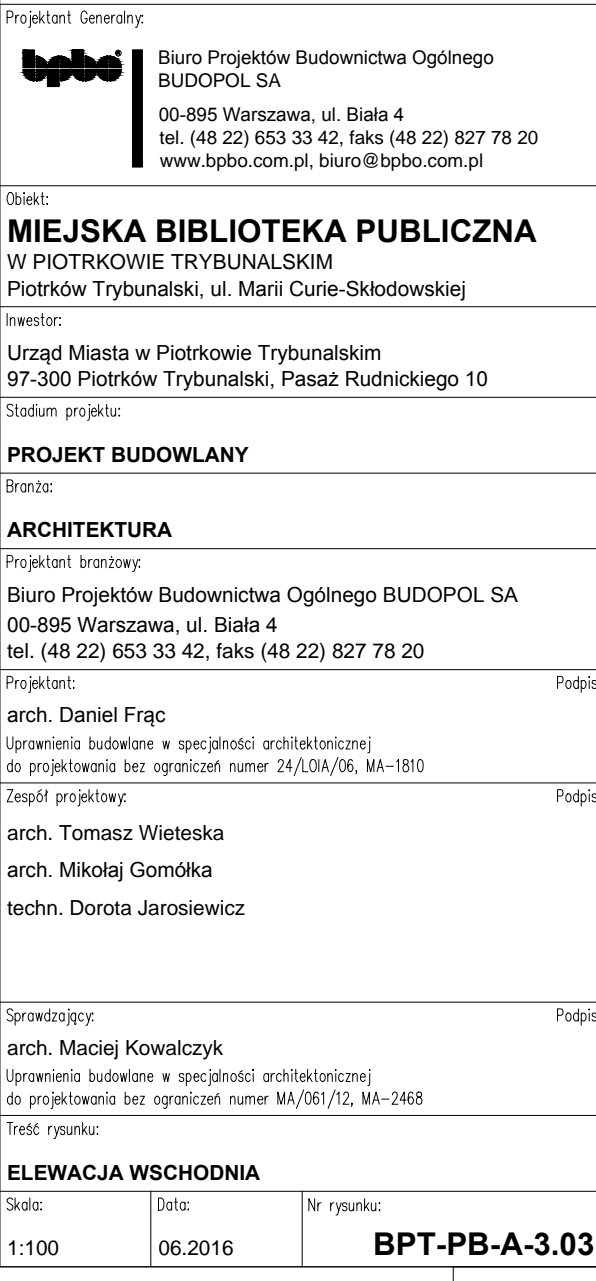 Projektant Generalny:
bpbo
Biuro Projektów Budownictwa Ogólnego
BUDOPOL SA
00-895 Warszawa, ul. Biała 4
tel. (48 22) 653 33 42, faks (48 22) 827 78 20
www.bpbo.com.pl, biuro@bpbo.com.pl
Obiekt:
MIEJSKA BIBLIOTEKA PUBLICZNA
W PIOTRKOWIE TRYBUNALSKIM
Piotrków Trybunalski, ul. Marii Curie-Skłodowskiej
Inwestor:
Urząd Miasta w Piotrkowie Trybunalskim
97-300 Piotrków Trybunalski, Pasaż Rudnickiego 10
Stadium projektu:
PROJEKT BUDOWLANY
Branża:
ARCHITEKTURA
Projektant branżowy:
Biuro Projektów Budownictwa Ogólnego BUDOPOL SA
00-895 Warszawa, ul. Biała 4
tel. (48 22) 653 33 42, faks (48 22) 827 78 20
Projektant: Podpis
arch. Daniel Frąc
Uprawnienia budowlane w specjalności architektonicznej
do projektowania bez ograniczeń numer 24/LOIA/06, MA-1810
Zespół projektowy: Podpis
arch. Tomasz Wieteska
arch. Mikołaj Gomółka
techn. Dorota Jarosiewicz
Sprawdzający: Podpis
arch. Maciej Kowalczyk
Uprawnienia budowlane w specjalności architektonicznej
do projektowania bez ograniczeń numer MA/061/12, MA-2468
Treść rysunku:
ELEWACJA WSCHODNIA
Skala: Data: Nr rysunku:
1:100 06.2016 BPT-PB-A-3.03